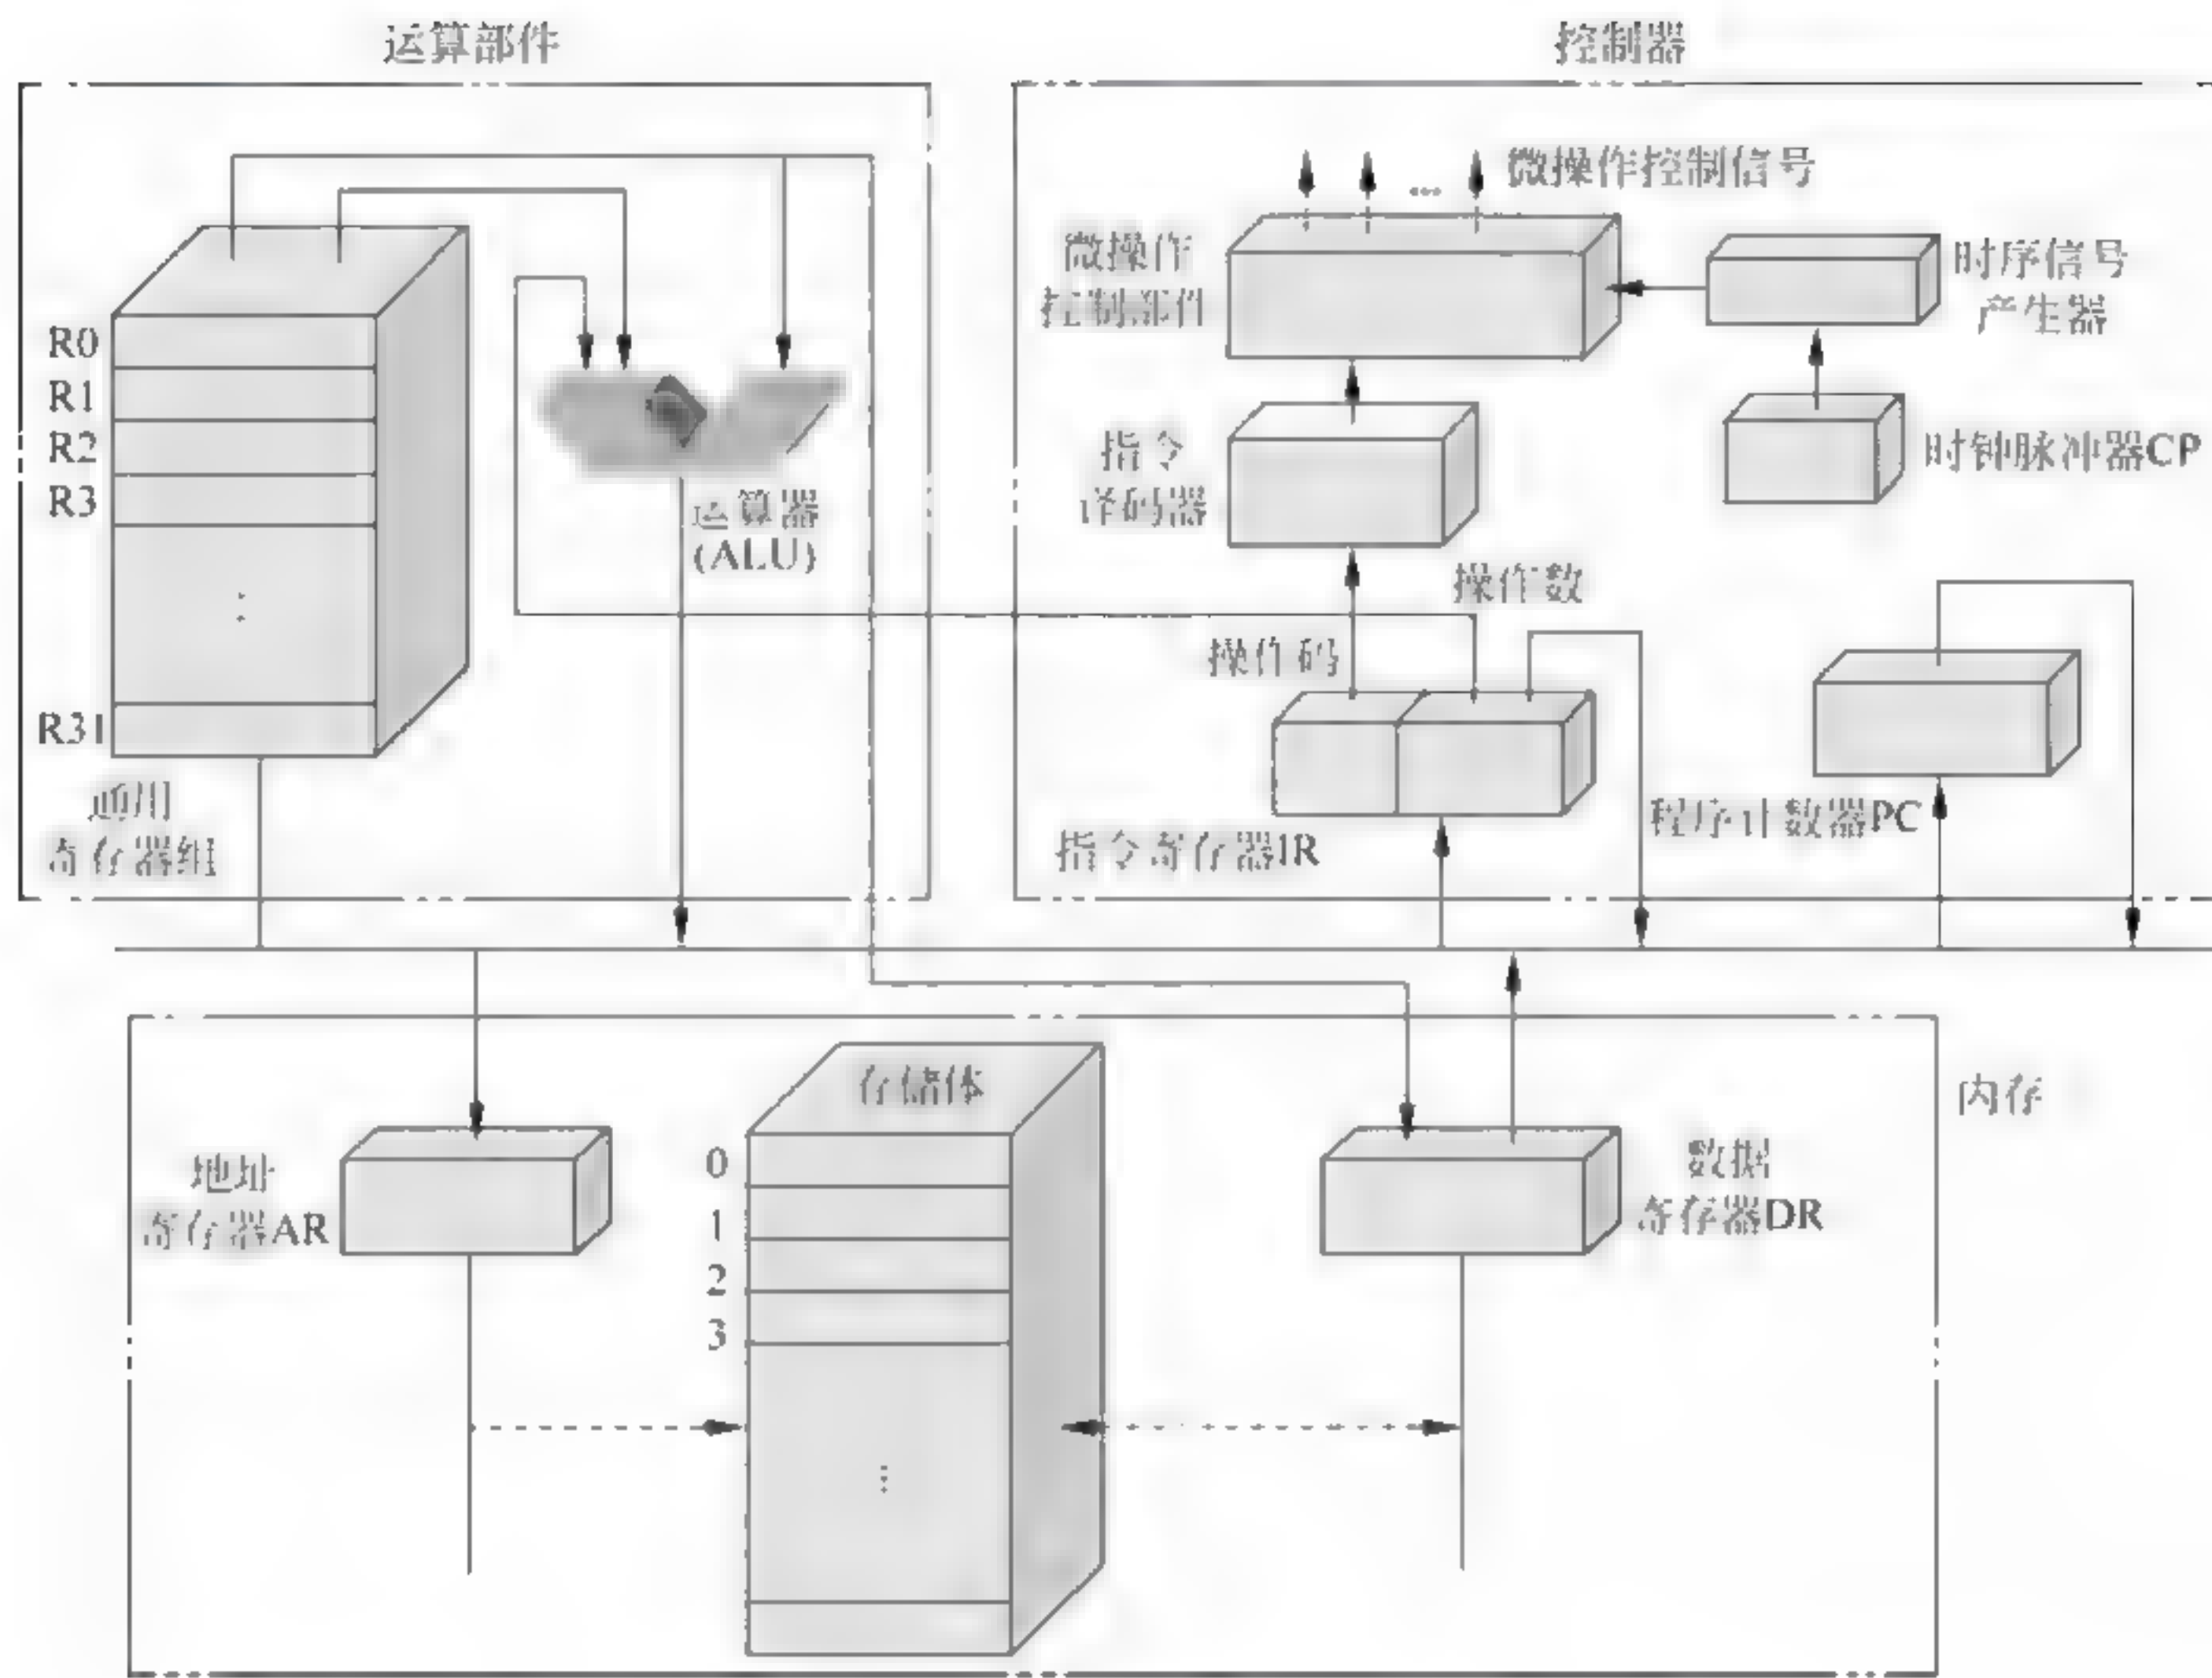 运算部件
控制器
微操作控制信号
微操作
控制部件
时序信号
产生器
R0
R1
R2
R3
R31
指令
译码器
时钟脉冲器CP
运算器
(ALU)
操作数
操作码
通用
寄存器组
指令寄存器IR
程序计数器PC
存储体
内存
地址
寄存器AR
0
1
2
3
数据
寄存器DR